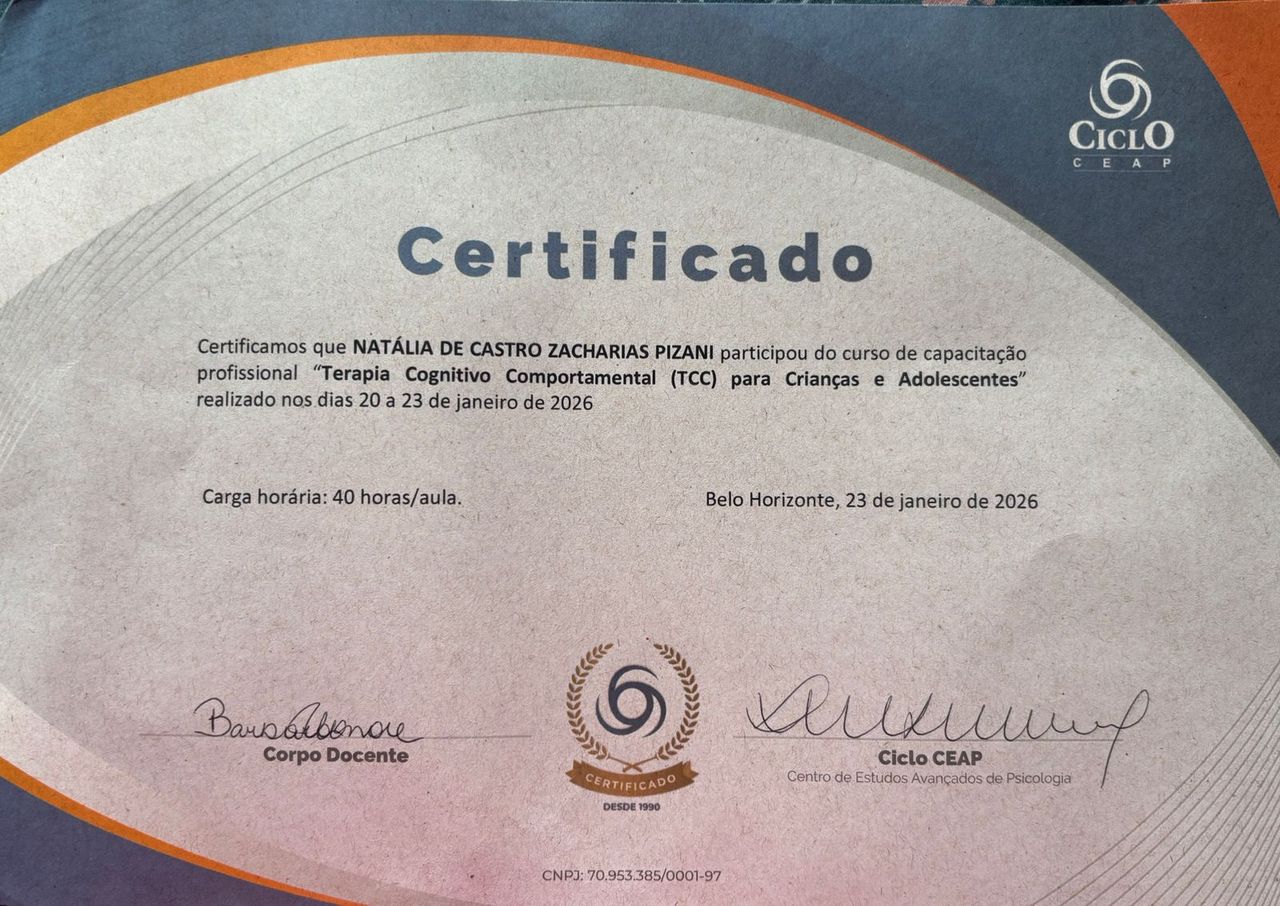 CICLO
CEAP
Certificado
Certificamos que NATÁLIA DE CASTRO ZACHARIAS PIZANI participou do curso de capacitação
profissional “Terapia Cognitivo Comportamental (TCC) para Crianças e Adolescentes”
realizado nos dias 20 a 23 de janeiro de 2026
Carga horária: 40 horas/aula.
Belo Horizonte, 23 de janeiro de 2026
Corpo Docente
CERTIFICADO
DESDE 1990
Ciclo CEAP
Centro de Estudos Avançados de Psicologia
CNPJ: 70.953.385/0001-97